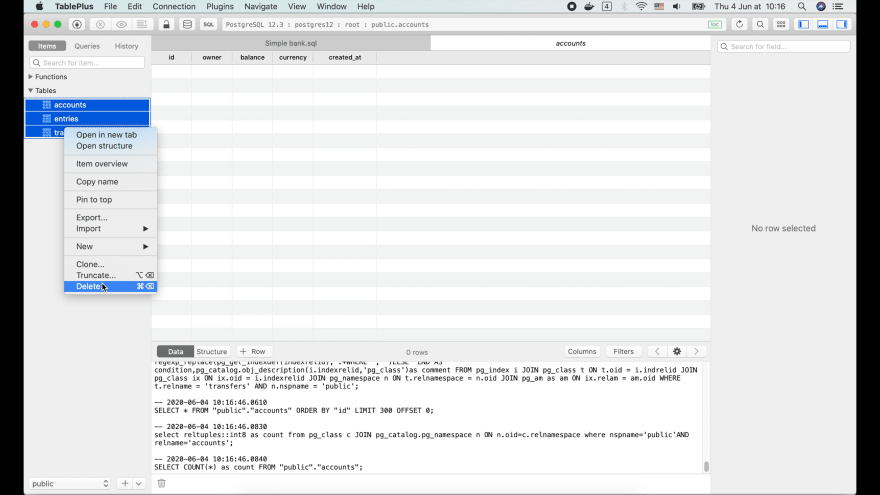 TablePlus File Edit Connection View Plugins Navigate View Window Help 4 Thu 4 Jun at 10:16
SQL PostgreSQL 12.3 : postgres12 : root : public.accounts loc
Items Queries History
Simple bank.sql accounts
Search for item...
Search for field...
id owner balance currency created_at
Functions
Tables
accounts
entries
tra
Open in new tab
Open structure
Item overview
Copy name
Pin to top
Export...
Import
New
Clone...
Truncate... ⌥⌫
Delete ⌘⌫
No row selected
Data Structure + Row 0 rows Columns Filters
condition,pg_catalog.obj_description(i.indexrelid,'pg_class')as comment FROM pg_index i JOIN pg_class t ON t.oid = i.indrelid JOIN
pg_class ix ON ix.oid = i.indexrelid JOIN pg_namespace n ON t.relnamespace = n.oid JOIN pg_am as am ON ix.relam = am.oid WHERE
t.relname = 'transfers' AND n.nspname = 'public';
-- 2020-06-04 10:16:46.0610
SELECT * FROM "public"."accounts" ORDER BY "id" LIMIT 300 OFFSET 0;
-- 2020-06-04 10:16:46.0830
select reltuples::int8 as count from pg_class c JOIN pg_catalog.pg_namespace n ON n.oid=c.relnamespace where nspname='public'AND
relname='accounts';
-- 2020-06-04 10:16:46.0840
SELECT COUNT(*) as count FROM "public"."accounts";
public